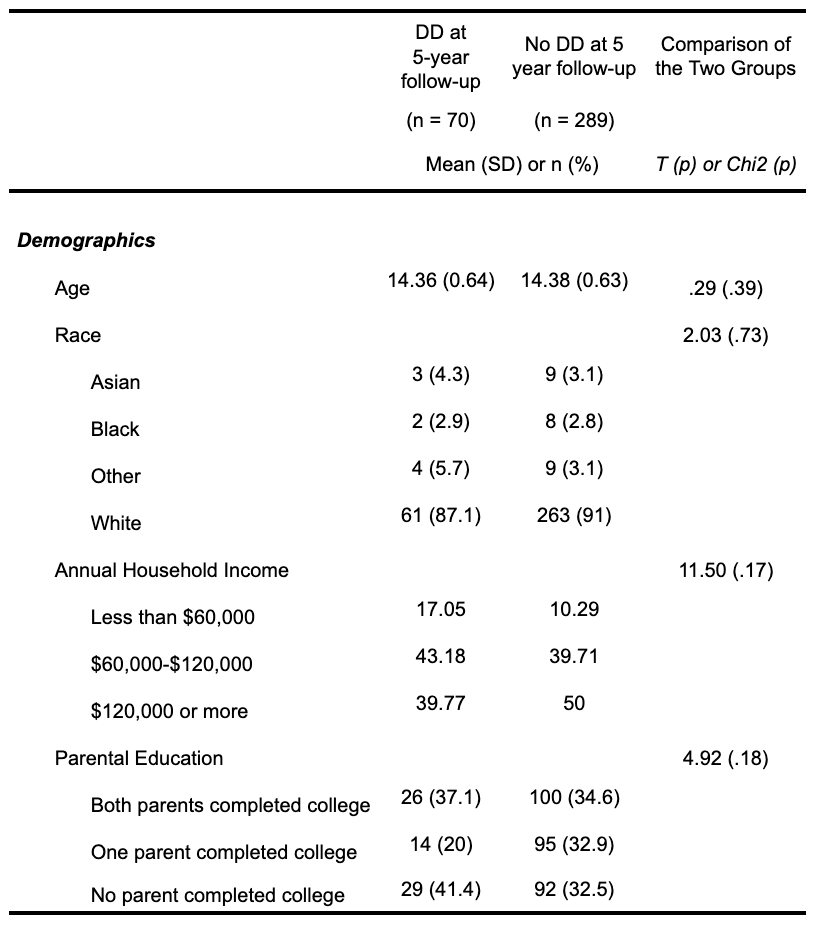 DD at
5-year
follow-up
No DD at 5
year follow-up
Comparison of
the Two Groups
(n = 70)
(n = 289)
Mean (SD) or n (%)
T (p) or Chi2 (p)
Demographics
Age 14.36 (0.64) 14.38 (0.63) .29 (.39)
Race 2.03 (.73)
Asian 3 (4.3) 9 (3.1)
Black 2 (2.9) 8 (2.8)
Other 4 (5.7) 9 (3.1)
White 61 (87.1) 263 (91)
Annual Household Income 11.50 (.17)
Less than $60,000 17.05 10.29
$60,000-$120,000 43.18 39.71
$120,000 or more 39.77 50
Parental Education 4.92 (.18)
Both parents completed college 26 (37.1) 100 (34.6)
One parent completed college 14 (20) 95 (32.9)
No parent completed college 29 (41.4) 92 (32.5)